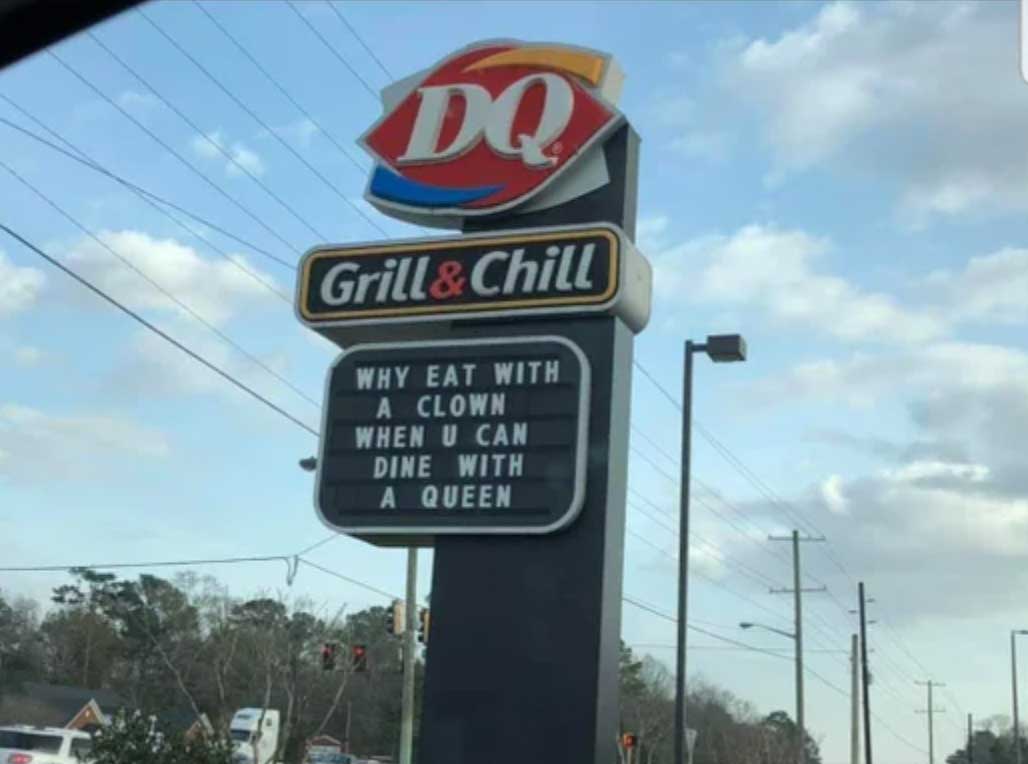 DQ
Grill & Chill
WHY EAT WITH
A CLOWN
WHEN U CAN
DINE WITH
A QUEEN